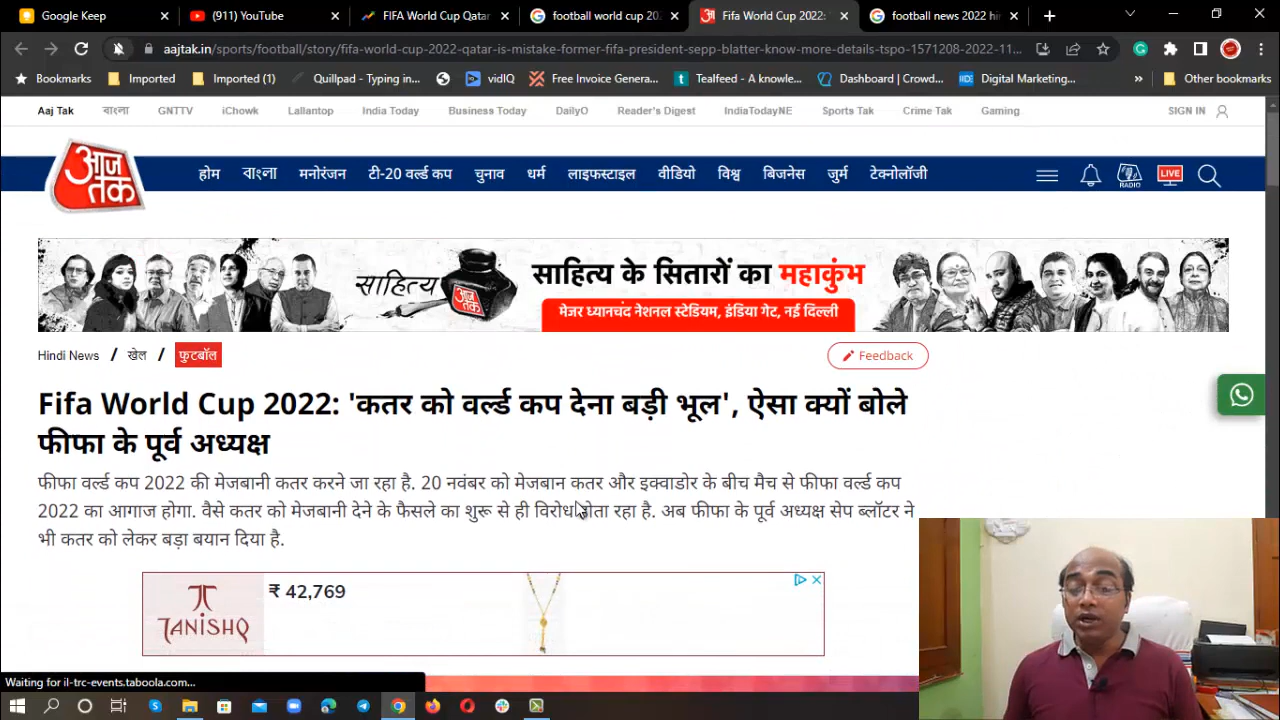 Google Keep
(911) YouTube
FIFA World Cup Qatar
football world cup 202
Fifa World Cup 2022:
football news 2022 hi
aajtak.in/sports/football/story/fifa-world-cup-2022-qatar-is-mistake-former-fifa-president-sepp-blatter-know-more-details-tspo-1571208-2022-11...
Bookmarks
Imported
Imported (1)
Quillpad - Typing in...
vidIQ
Free Invoice Genera...
Tealfeed - A knowle...
Dashboard | Crowd...
Digital Marketing...
»
Other bookmarks
Aaj Tak
বাংলা
GNTTV
iChowk
Lallantop
India Today
Business Today
DailyO
Reader's Digest
IndiaTodayNE
Sports Tak
Crime Tak
Gaming
SIGN IN
आज तक
होम
বাংলা
मनोरंजन
टी-20 वर्ल्ड कप
चुनाव
धर्म
लाइफस्टाइल
वीडियो
विश्व
बिजनेस
जुर्म
टेक्नोलॉजी
RADIO
LIVE
साहित्य
आज तक
साहित्य के सितारों का महाकुंभ
मेजर ध्यानचंद नेशनल स्टेडियम, इंडिया गेट, नई दिल्ली
Hindi News / खेल / फुटबॉल
Feedback
Fifa World Cup 2022: 'कतर को वर्ल्ड कप देना बड़ी भूल', ऐसा क्यों बोले
फीफा के पूर्व अध्यक्ष
फीफा वर्ल्ड कप 2022 की मेजबानी कतर करने जा रहा है. 20 नवंबर को मेजबान कतर और इक्वाडोर के बीच मैच से फीफा वर्ल्ड कप
2022 का आगाज होगा. वैसे कतर को मेजबानी देने के फैसले का शुरू से ही विरोध होता रहा है. अब फीफा के पूर्व अध्यक्ष सेप ब्लॉटर ने
भी कतर को लेकर बड़ा बयान दिया है.
₹ 42,769
TANISHQ
Waiting for il-trc-events.taboola.com...